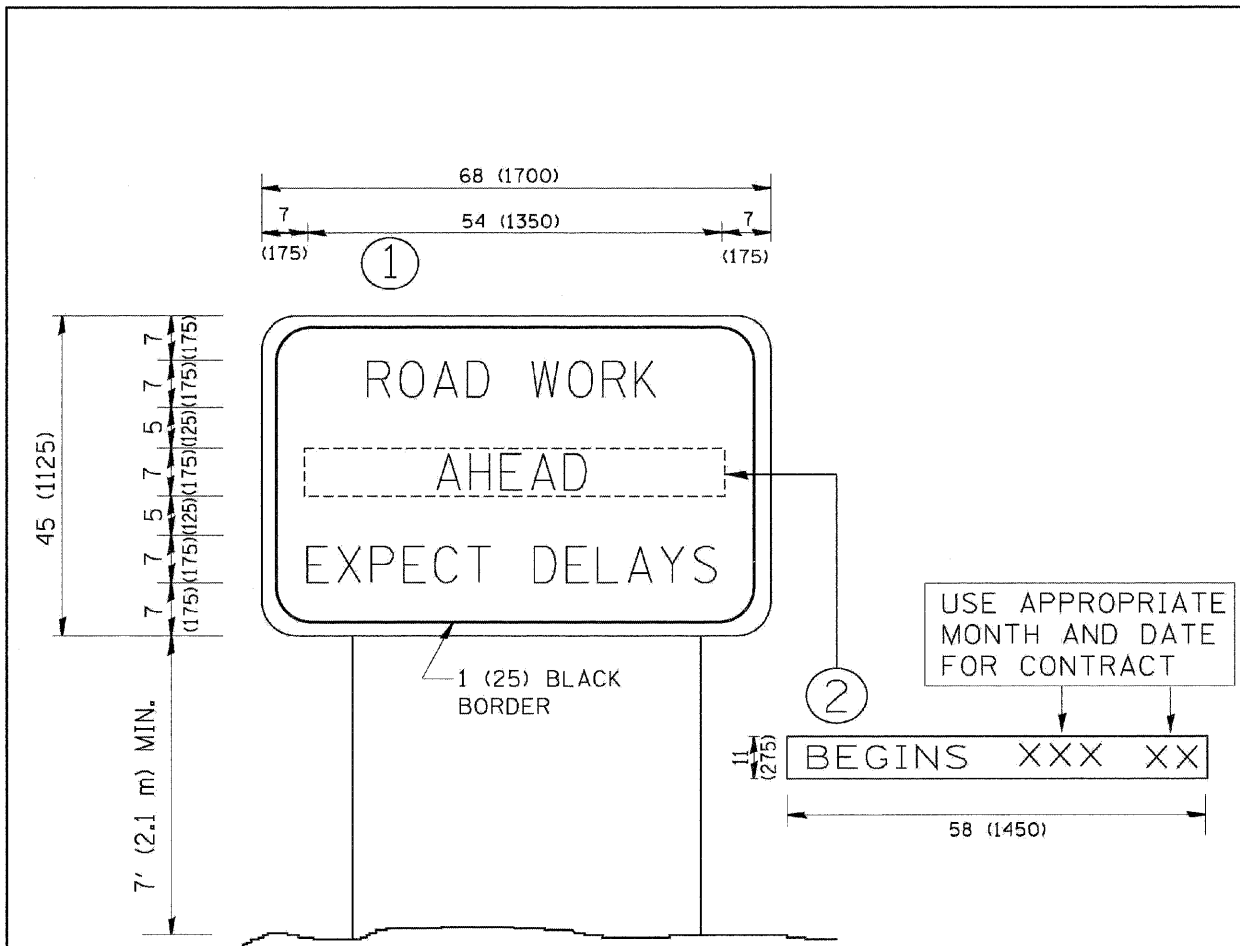 68 (1700)
7
54 (1350)
7
(175)
(175)
1
45 (1125)
7
(175)
7
(175)
5
(125)
7
(175)
5
(125)
7
(175)
7
(175)
ROAD WORK
AHEAD
EXPECT DELAYS
1 (25) BLACK
BORDER
7' (2.1 m) MIN.
2
USE APPROPRIATE
MONTH AND DATE
FOR CONTRACT
11
(275)
BEGINS XXX XX
58 (1450)